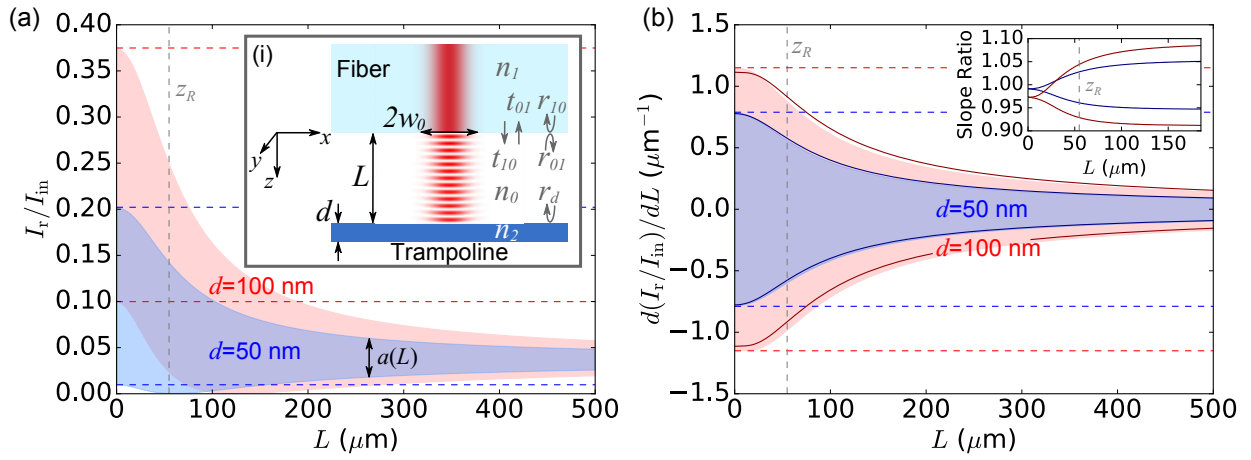 (a)
0.40
0.35
0.30
0.25
0.20
0.15
0.10
0.05
0.00
I_r/I_in
0 100 200 300 400 500
L (μm)
z_R
d=100 nm
d=50 nm
a(L)
(i)
Fiber
n_1
t_01 r_10
2w_0
x
y
z
t_10 r_01
L
n_0
r_d
d
n_2
Trampoline
(b)
1.5
1.0
0.5
0.0
−0.5
−1.0
−1.5
d(I_r/I_in)/dL (μm⁻¹)
0 100 200 300 400 500
L (μm)
z_R
d=50 nm
d=100 nm
1.10
1.05
1.00
0.95
0.90
Slope Ratio
z_R
0 50 100 150
L (μm)